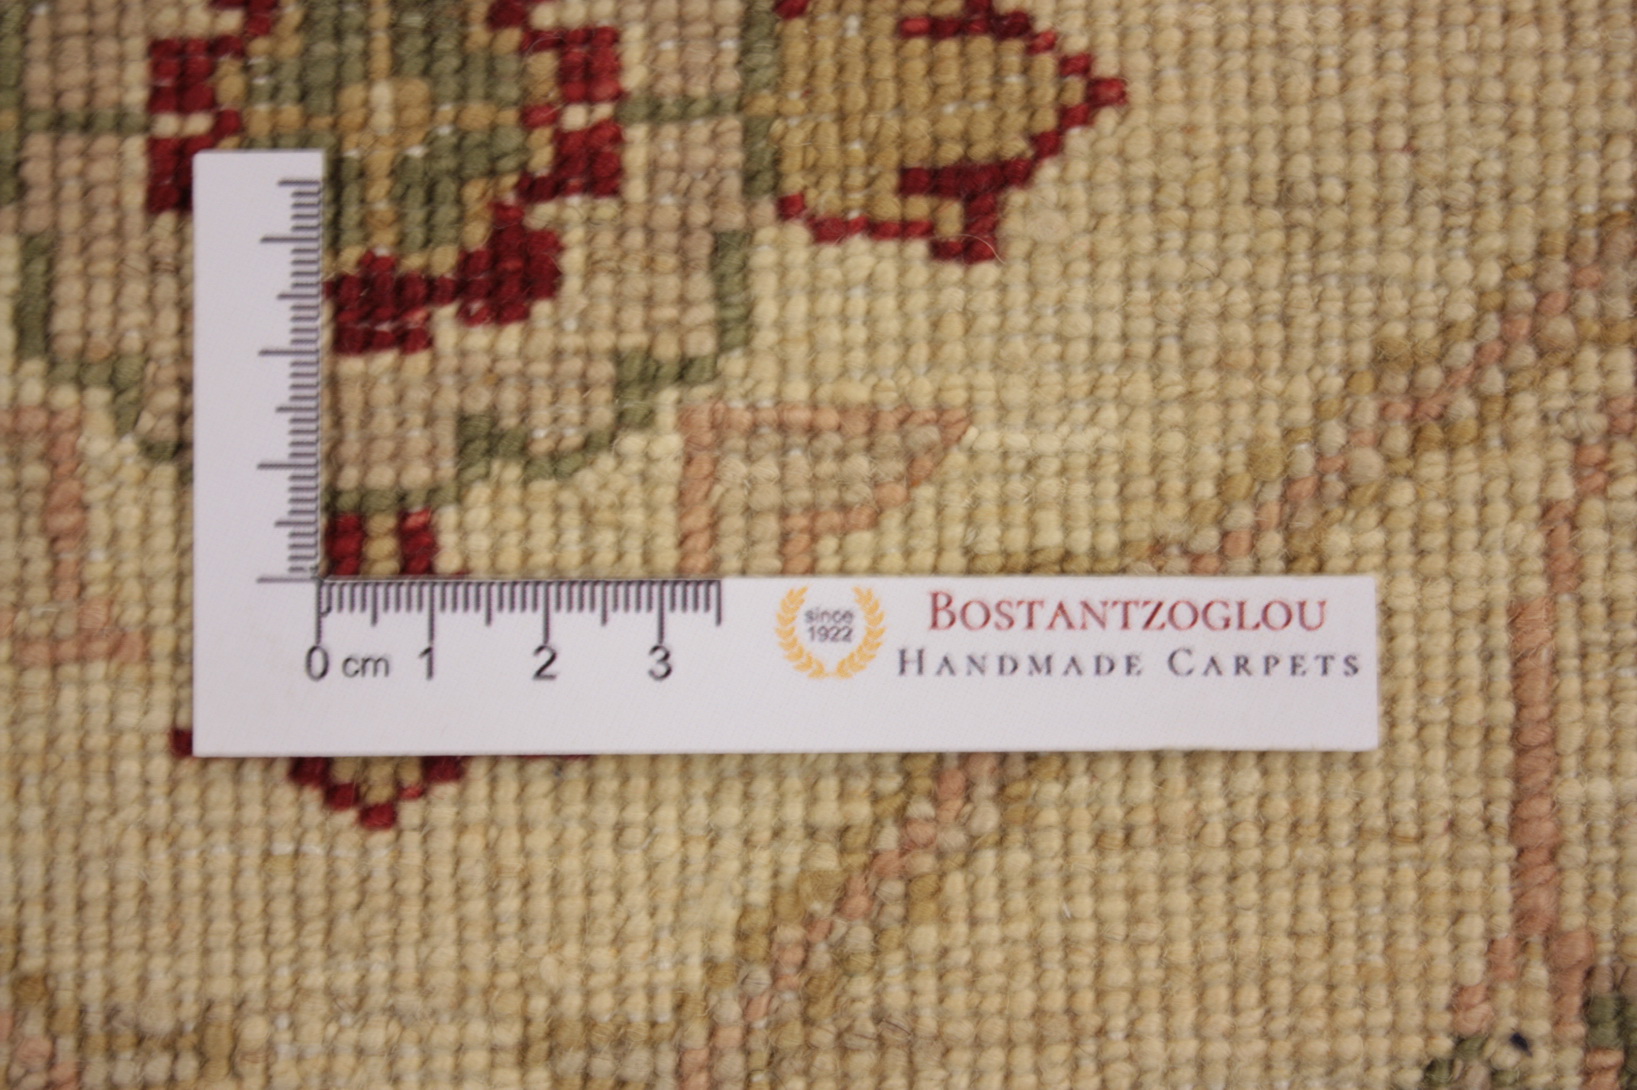 0 cm 1 2 3
since
1922
BOSTANTZOGLOU
HANDMADE CARPETS